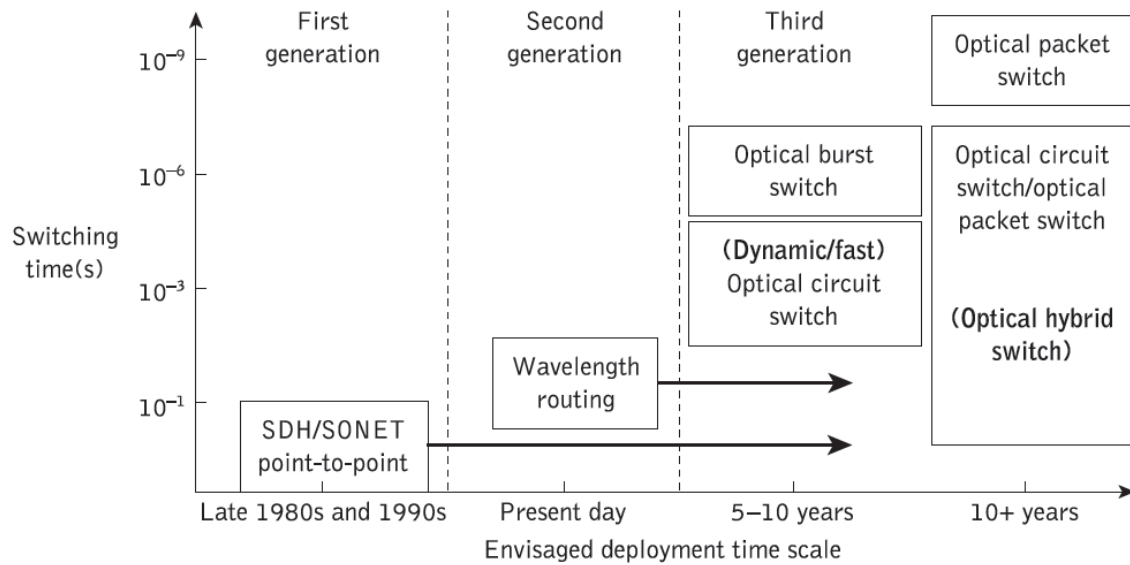 First
generation
Second
generation
Third
generation
Optical packet
switch
10⁻⁹
Optical burst
switch
Optical circuit
switch/optical
packet switch
10⁻⁶
Switching
time(s)
(Dynamic/fast)
Optical circuit
switch
10⁻³
(Optical hybrid
switch)
Wavelength
routing
10⁻¹
SDH/SONET
point-to-point
Late 1980s and 1990s
Present day
5–10 years
10+ years
Envisaged deployment time scale